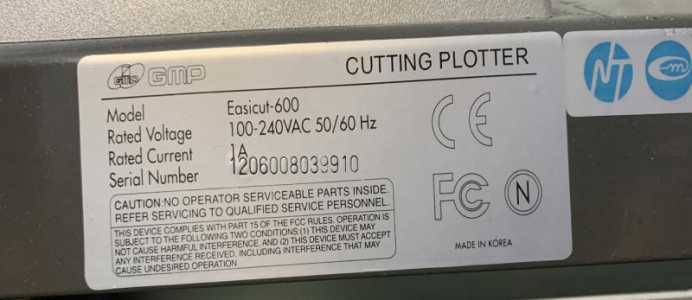 GMP GMP CUTTING PLOTTER
Model Easicut-600
Rated Voltage 100-240VAC 50/60 Hz
Rated Current 1A
Serial Number 1206008039910
CAUTION:NO OPERATOR SERVICEABLE PARTS INSIDE.
REFER SERVICING TO QUALIFIED SERVICE PERSONNEL.
THIS DEVICE COMPLIES WITH PART 15 OF THE FCC RULES. OPERATION IS
SUBJECT TO THE FOLLOWING TWO CONDITIONS (1) THIS DEVICE MAY
NOT CAUSE HARMFUL INTERFERENCE, AND (2) THIS DEVICE MUST ACCEPT
ANY INTERFERENCE RECEIVED, INCLUDING INTERFERENCE THAT MAY
CAUSE UNDESIRED OPERATION
CE
FC N
MADE IN KOREA
NT m